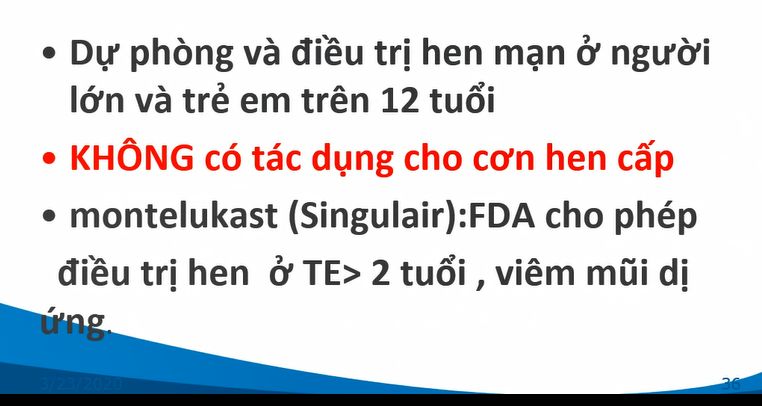 • Dự phòng và điều trị hen mạn ở người
lớn và trẻ em trên 12 tuổi
• KHÔNG có tác dụng cho cơn hen cấp
• montelukast (Singulair):FDA cho phép
điều trị hen ở TE> 2 tuổi , viêm mũi dị
ứng.
3/23/2020
36